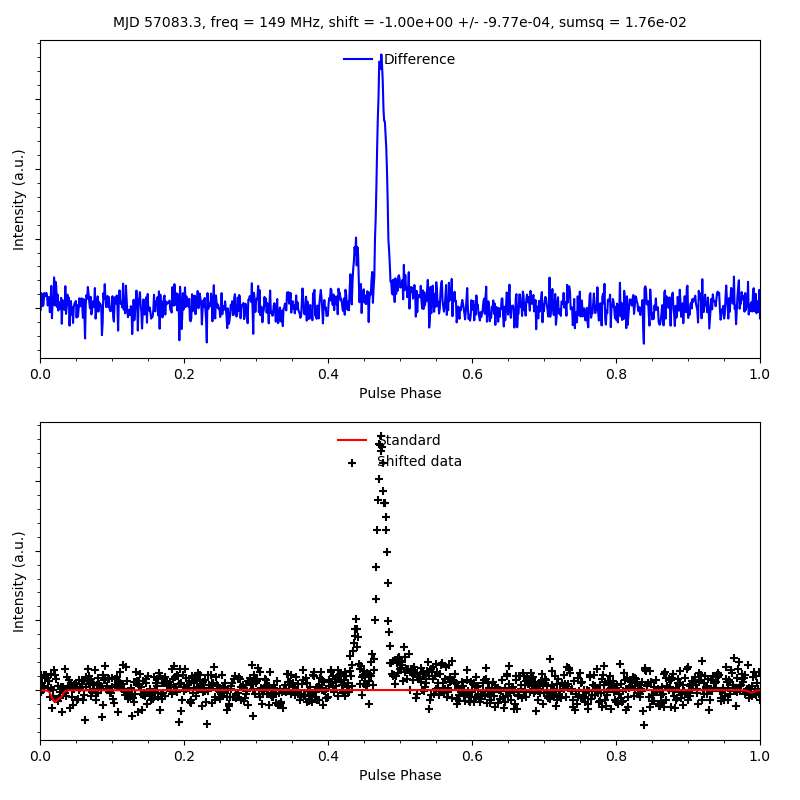 MJD 57083.3, freq = 149 MHz, shift = -1.00e+00 +/- -9.77e-04, sumsq = 1.76e-02
Difference
Intensity (a.u.)
0.0 0.2 0.4 0.6 0.8 1.0
Pulse Phase
Standard
Shifted data
Intensity (a.u.)
0.0 0.2 0.4 0.6 0.8 1.0
Pulse Phase